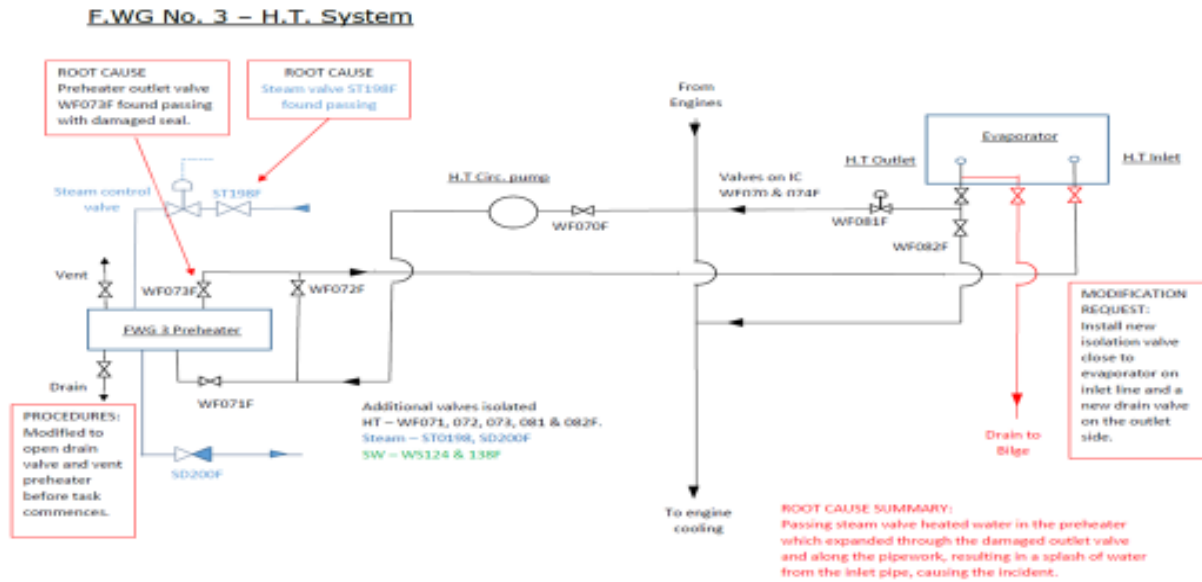 F.WG No. 3 – H.T. System
ROOT CAUSE
Preheater outlet valve
WF073F found passing
with damaged seal.
ROOT CAUSE
Steam valve ST198F
found passing
From
Engines
Evaporator
H.T Outlet
H.T Inlet
Steam control
valve
ST198F
H.T Circ. pump
Valves on IC
WF070 & 074F
WF070F
WF081F
WF082F
Vent
WF073F
WF072F
FWG 3 Preheater
MODIFICATION
REQUEST:
Install new
isolation valve
close to
evaporator on
inlet line and a
new drain valve
on the outlet
side.
Drain
WF071F
PROCEDURES:
Modified to
open drain
valve and vent
preheater
before task
commences.
Additional valves isolated
HT – WF071, 072, 073, 081 & 082F.
Steam – ST0198, SD200F
SW – WS124 & 138F
SD200F
Drain to
Bilge
To engine
cooling
ROOT CAUSE SUMMARY:
Passing steam valve heated water in the preheater
which expanded through the damaged outlet valve
and along the pipework, resulting in a splash of water
from the inlet pipe, causing the incident.